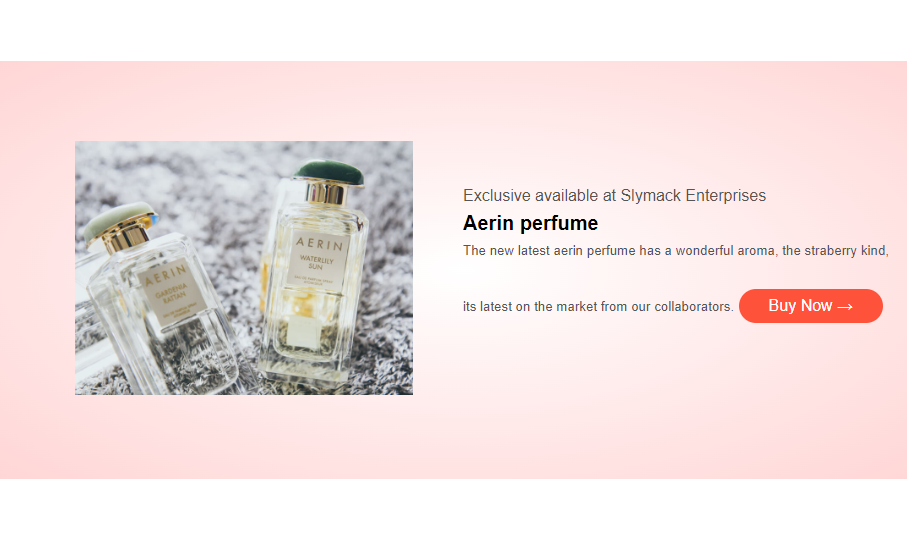 Exclusive available at Slymack Enterprises
Aerin perfume
The new latest aerin perfume has a wonderful aroma, the straberry kind,
its latest on the market from our collaborators. Buy Now →
AERIN
GARDENIA
RATTAN
AERIN
WATERLILY
SUN